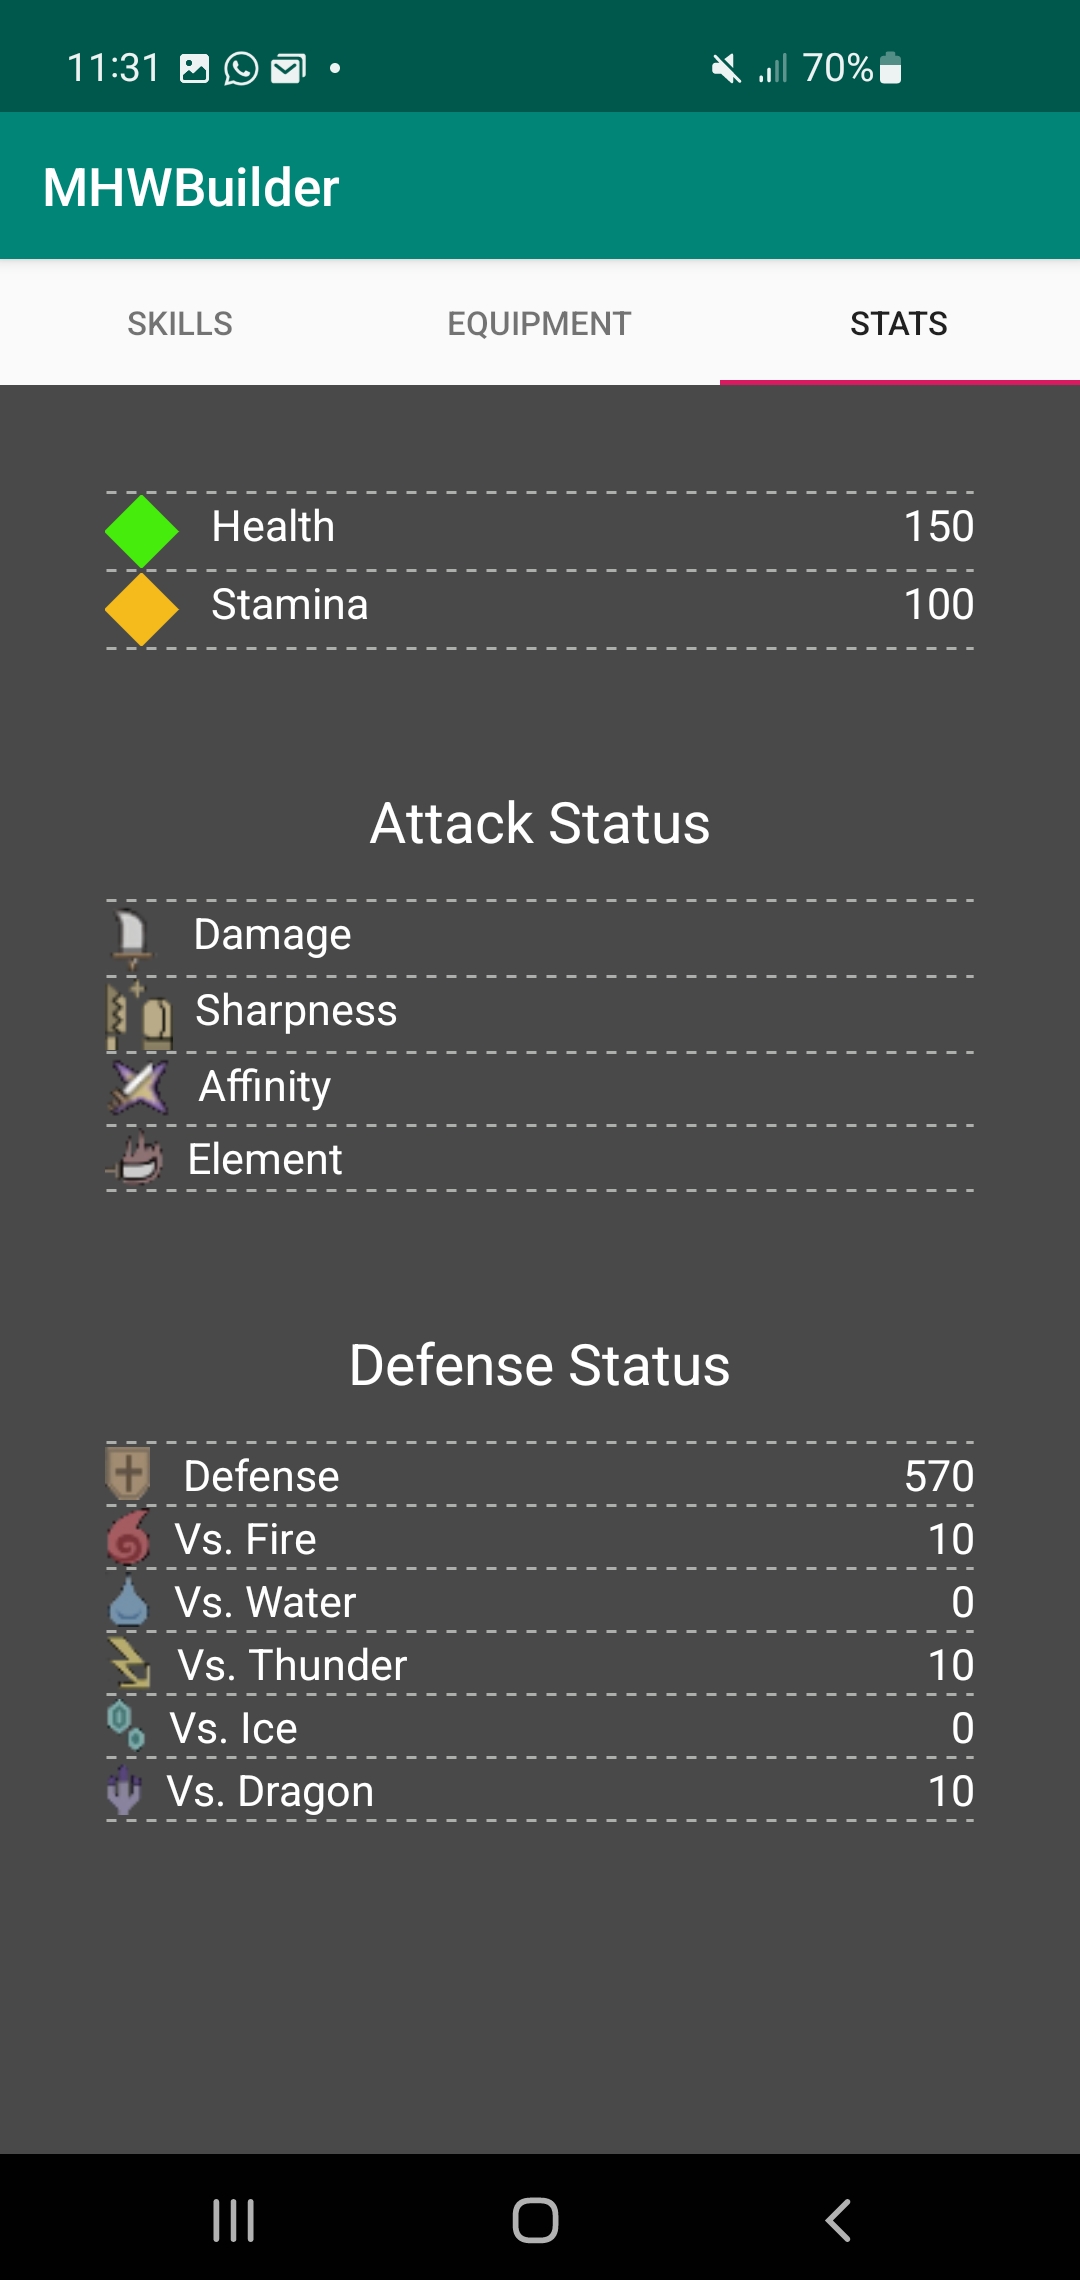 11:31 70%
MHWBuilder
SKILLS EQUIPMENT STATS
Health 150
Stamina 100
Attack Status
Damage
Sharpness
Affinity
Element
Defense Status
Defense 570
Vs. Fire 10
Vs. Water 0
Vs. Thunder 10
Vs. Ice 0
Vs. Dragon 10